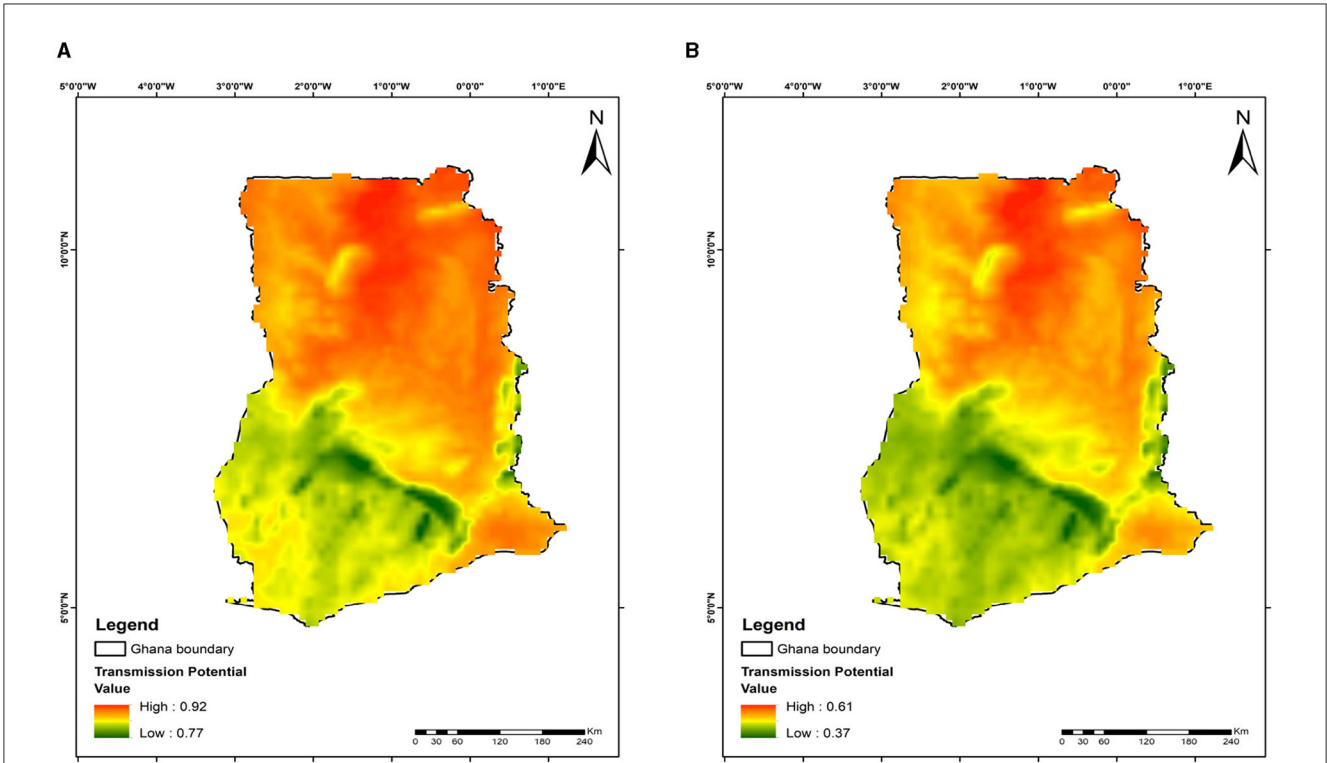 A
5°0'0"W 4°0'0"W 3°0'0"W 2°0'0"W 1°0'0"W 0°0'0" 1°0'0"E
N
10°0'0"N
5°0'0"N
Legend
Ghana boundary
Transmission Potential
Value
High : 0.92
Low : 0.77
Km
0 30 60 120 180 240
B
5°0'0"W 4°0'0"W 3°0'0"W 2°0'0"W 1°0'0"W 0°0'0" 1°0'0"E
N
10°0'0"N
5°0'0"N
Legend
Ghana boundary
Transmission Potential
Value
High : 0.61
Low : 0.37
Km
0 30 60 120 180 240